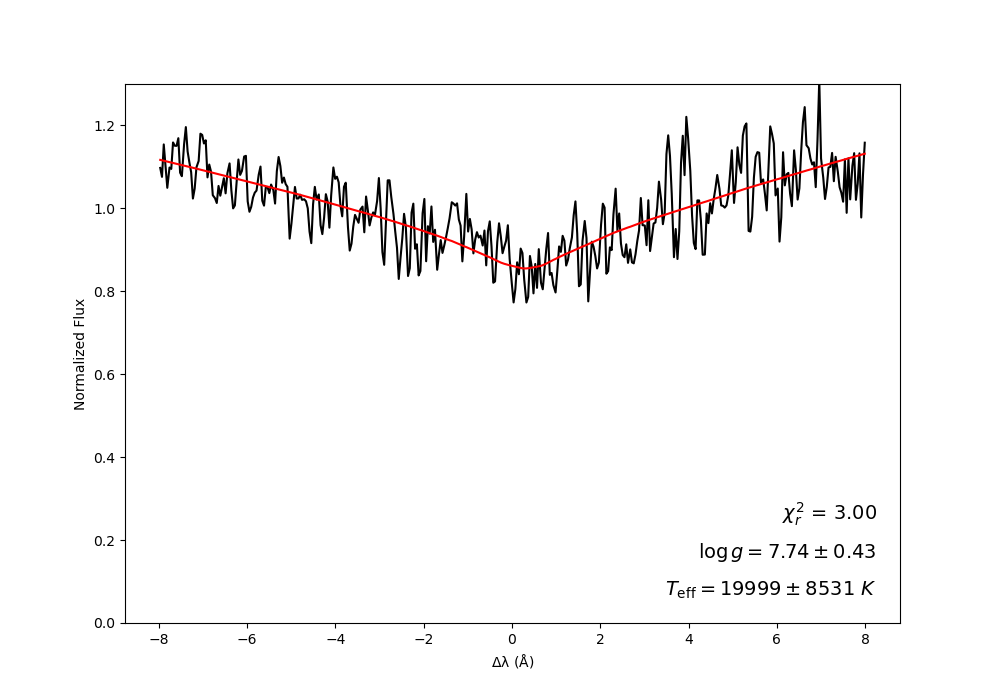 1.2
1.0
0.8
0.6
0.4
0.2
0.0
Normalized Flux
χ²ᵣ = 3.00
log g = 7.74 ± 0.43
T_eff = 19999 ± 8531 K
−8 −6 −4 −2 0 2 4 6 8
Δλ (Å)